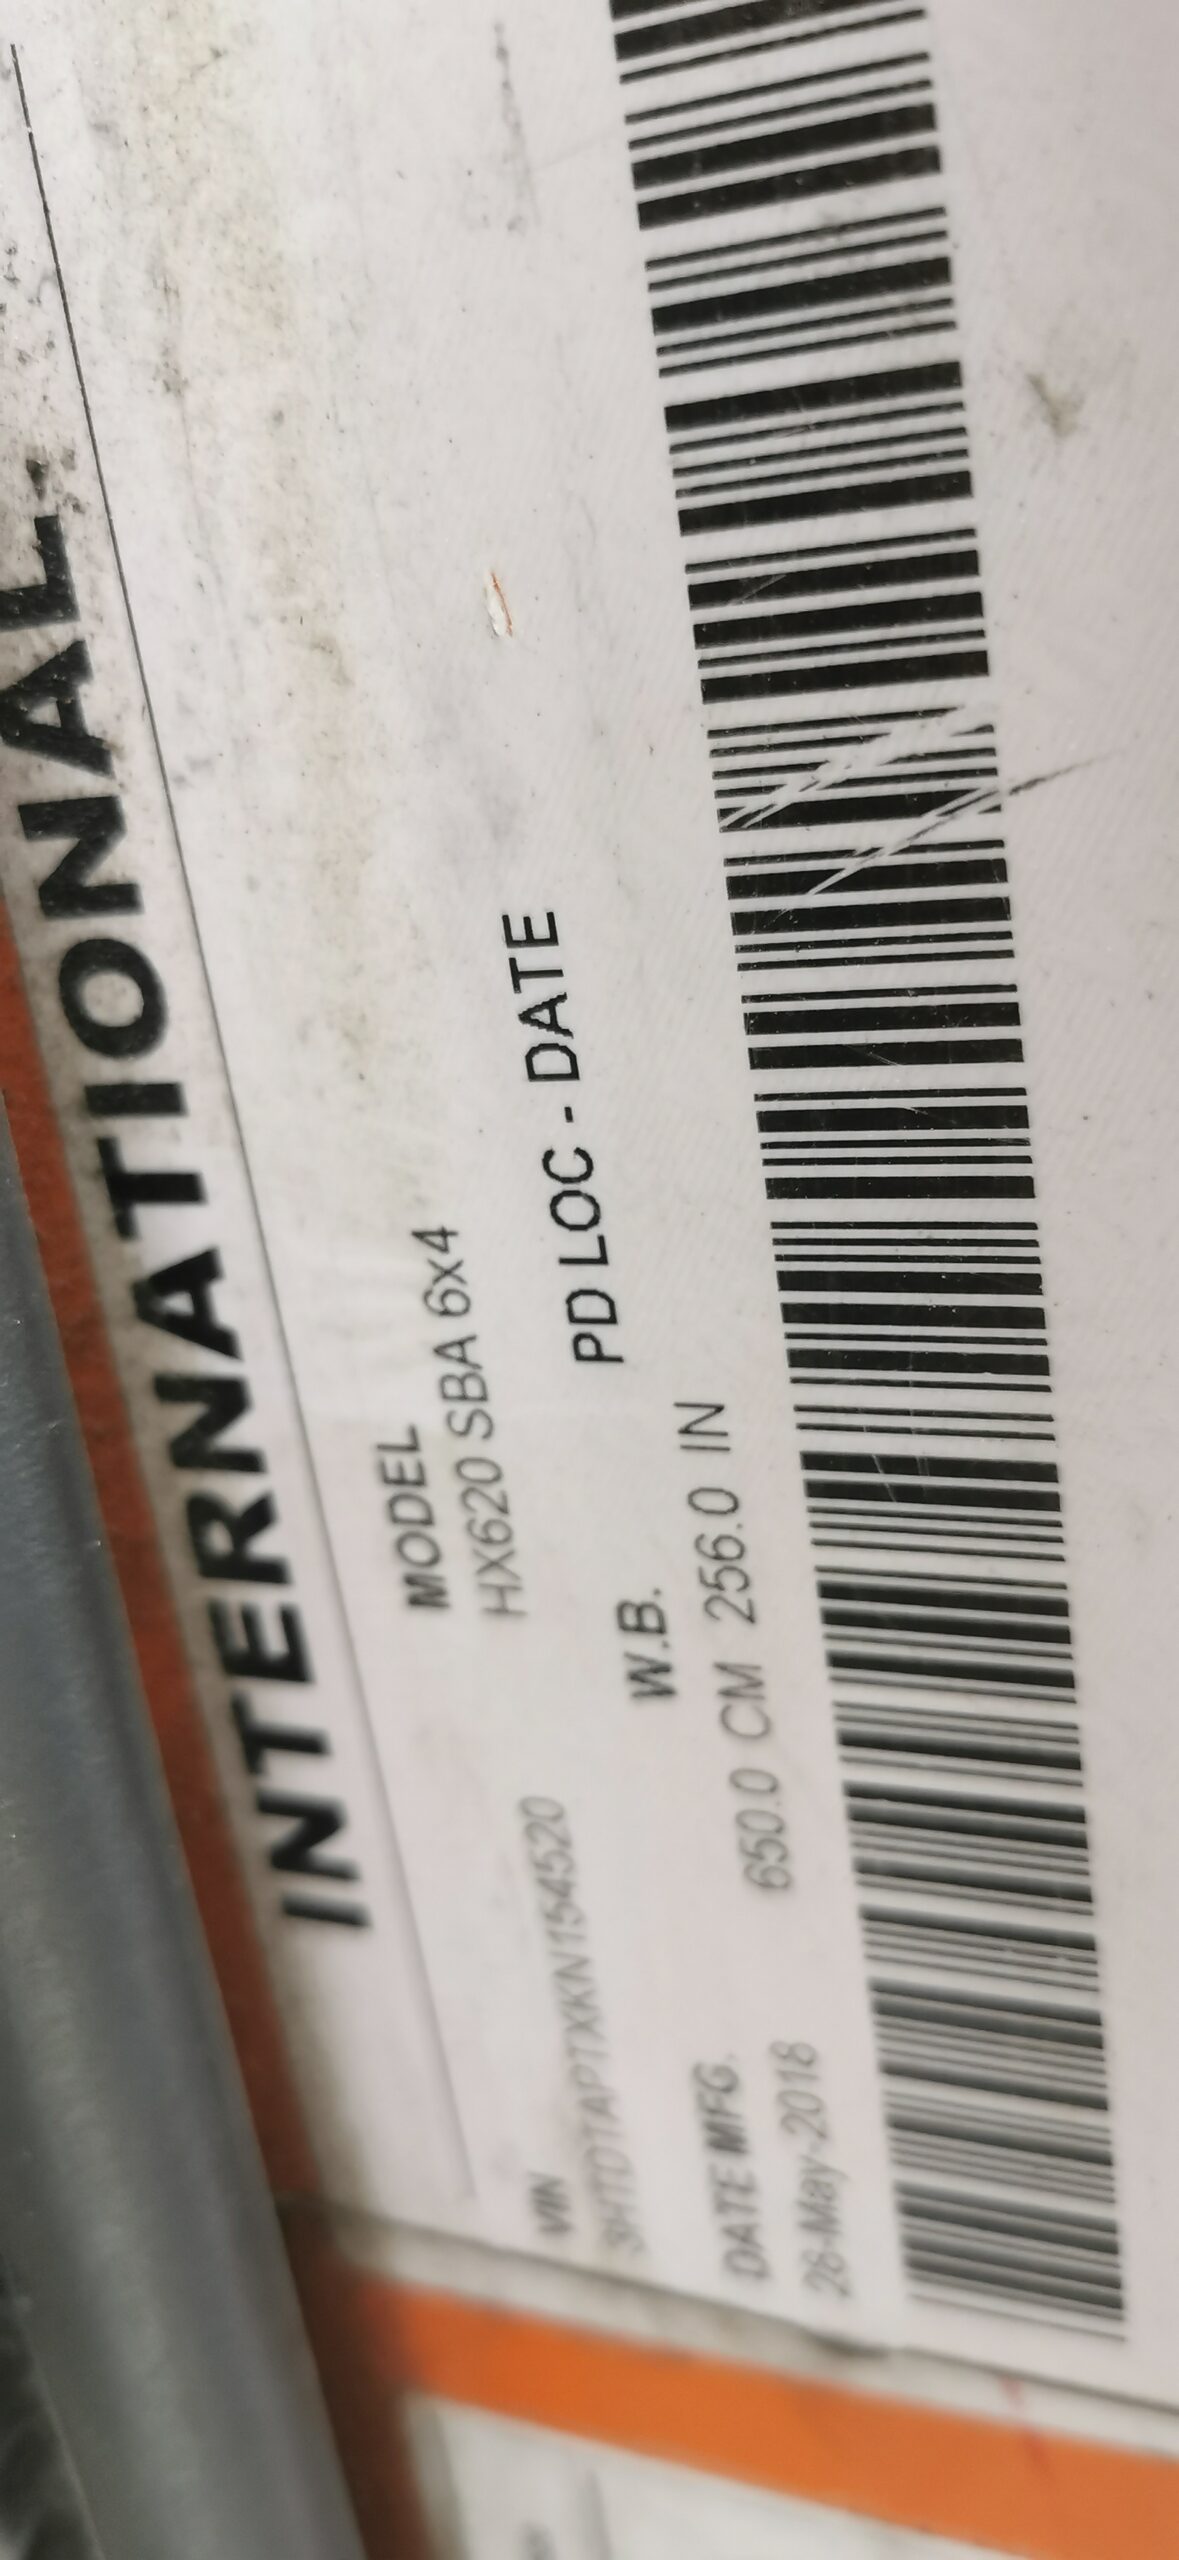 INTERNATIONAL
VIN
3HTDTAPTXKN154520
MODEL
HX620 SBA 6x4
DATE MFG.
28-May-2018
W.B.
650.0 CM 256.0 IN
PD LOC - DATE